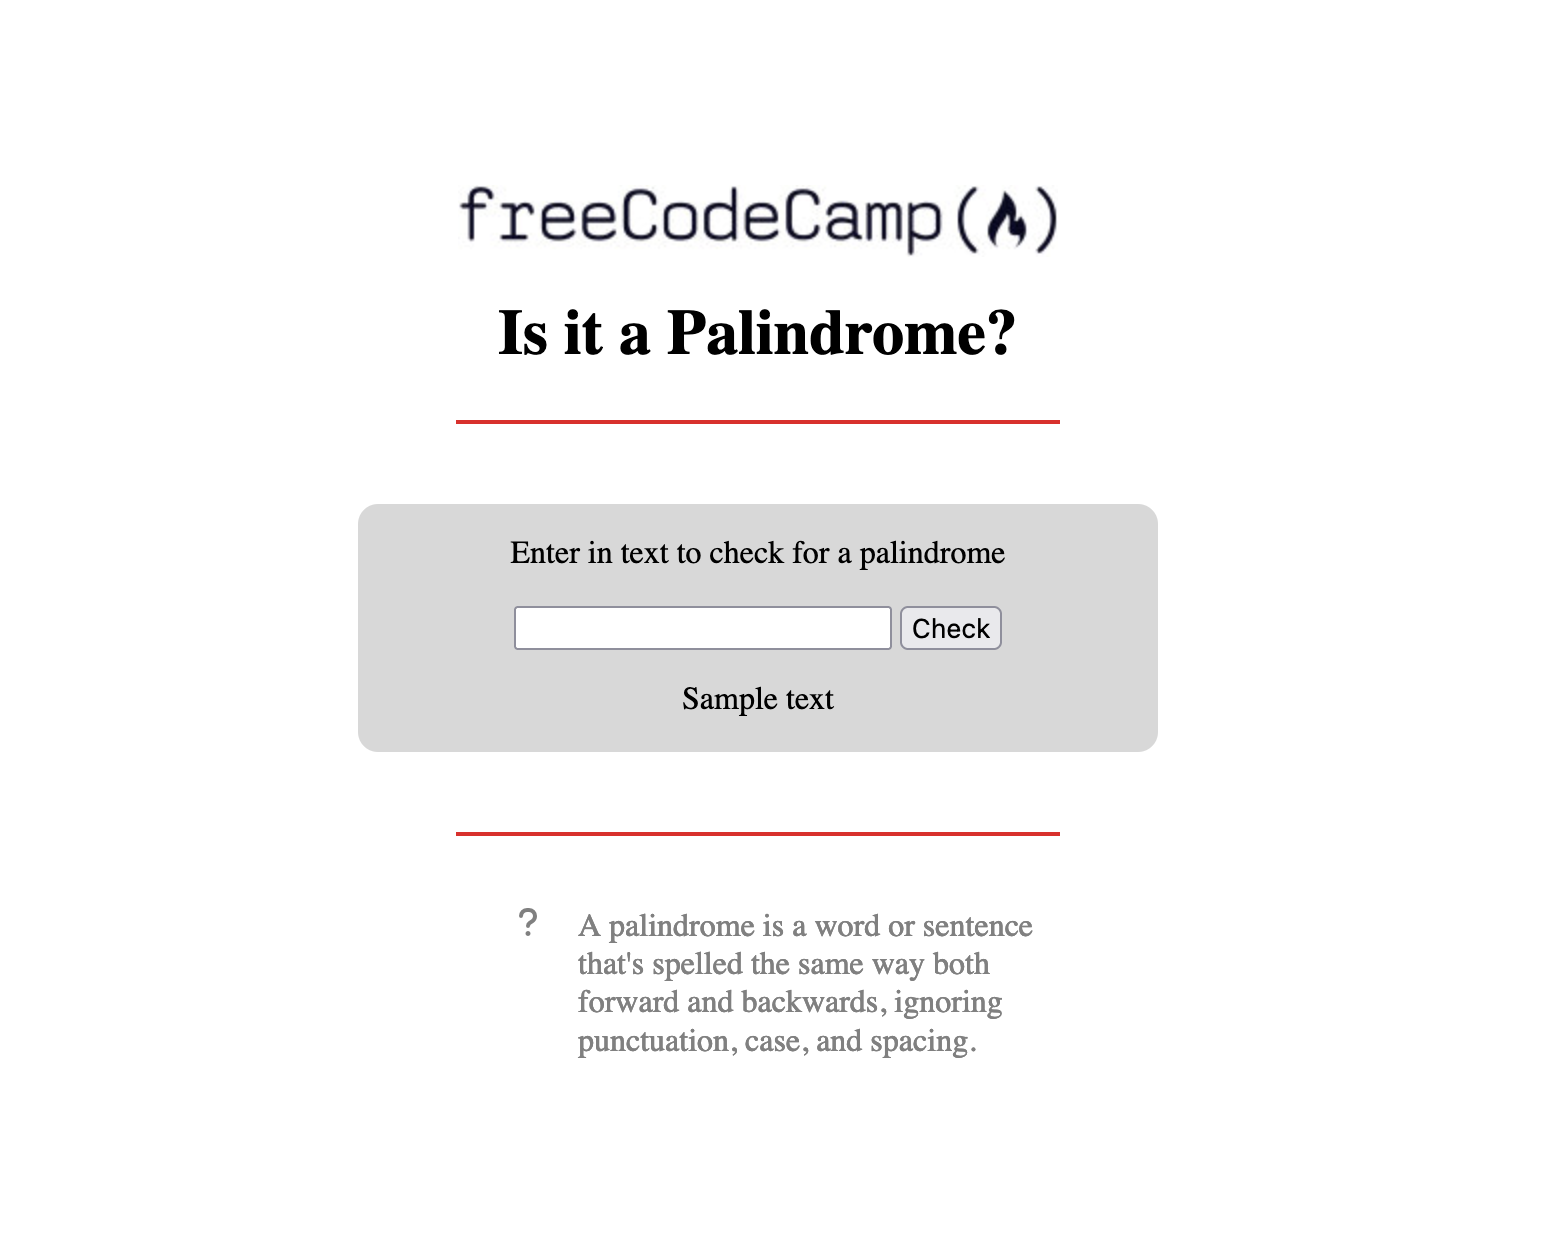 freeCodeCamp(🔥)
Is it a Palindrome?
Enter in text to check for a palindrome
Check
Sample text
? A palindrome is a word or sentence
that's spelled the same way both
forward and backwards, ignoring
punctuation, case, and spacing.